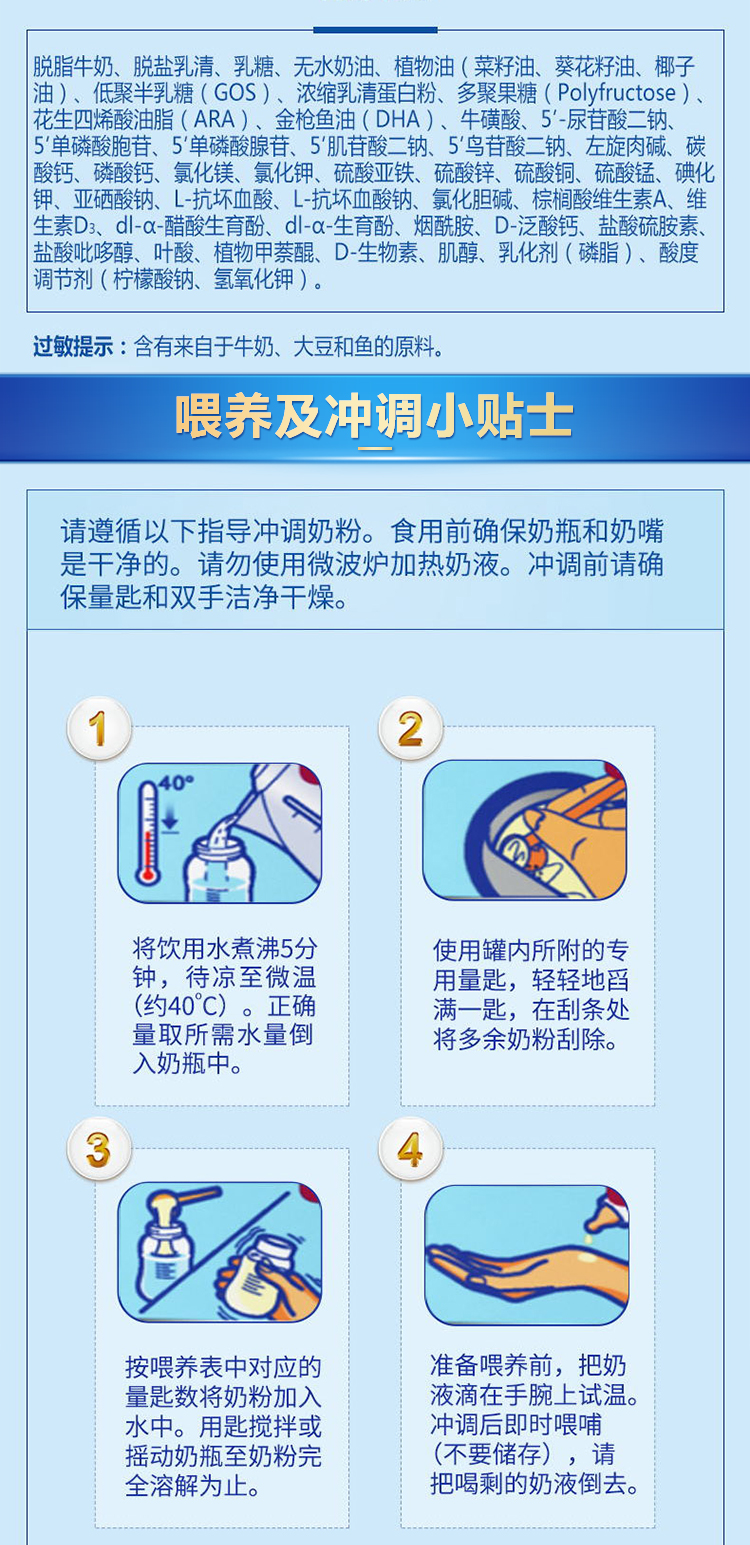 脱脂牛奶、脱盐乳清、乳糖、无水奶油、植物油（菜籽油、葵花籽油、椰子
油）、低聚半乳糖（GOS）、浓缩乳清蛋白粉、多聚果糖（Polyfructose）、
花生四烯酸油脂（ARA）、金枪鱼油（DHA）、牛磺酸、5′-尿苷酸二钠、
5′单磷酸胞苷、5′单磷酸腺苷、5′肌苷酸二钠、5′鸟苷酸二钠、左旋肉碱、碳
酸钙、磷酸钙、氯化镁、氯化钾、硫酸亚铁、硫酸锌、硫酸铜、硫酸锰、碘化
钾、亚硒酸钠、L-抗坏血酸、L-抗坏血酸钠、氯化胆碱、棕榈酸维生素A、维
生素D₃、dl-α-醋酸生育酚、dl-α-生育酚、烟酰胺、D-泛酸钙、盐酸硫胺素、
盐酸吡哆醇、叶酸、植物甲萘醌、D-生物素、肌醇、乳化剂（磷脂）、酸度
调节剂（柠檬酸钠、氢氧化钾）。
过敏提示：含有来自于牛奶、大豆和鱼的原料。
喂养及冲调小贴士
请遵循以下指导冲调奶粉。食用前确保奶瓶和奶嘴
是干净的。请勿使用微波炉加热奶液。冲调前请确
保量匙和双手洁净干燥。
1
40°
将饮用水煮沸5分
钟，待凉至微温
（约40℃）。正确
量取所需水量倒
入奶瓶中。
2
使用罐内所附的专
用量匙，轻轻地舀
满一匙，在刮条处
将多余奶粉刮除。
3
按喂养表中对应的
量匙数将奶粉加入
水中。用匙搅拌或
摇动奶瓶至奶粉完
全溶解为止。
4
准备喂养前，把奶
液滴在手腕上试温。
冲调后即时喂哺
（不要储存），请
把喝剩的奶液倒去。